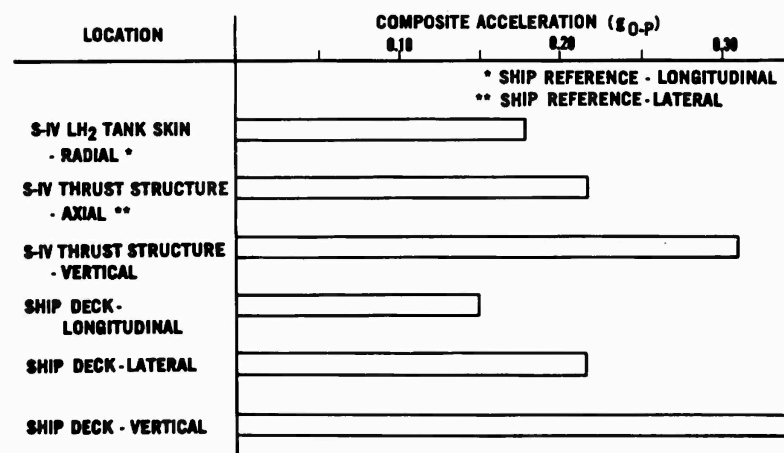 LOCATION
COMPOSITE ACCELERATION (g0-P)
0.10 0.20 0.30
* SHIP REFERENCE - LONGITUDINAL
** SHIP REFERENCE - LATERAL
S-IV LH2 TANK SKIN
- RADIAL *
S-IV THRUST STRUCTURE
- AXIAL **
S-IV THRUST STRUCTURE
- VERTICAL
SHIP DECK-
LONGITUDINAL
SHIP DECK-LATERAL
SHIP DECK - VERTICAL